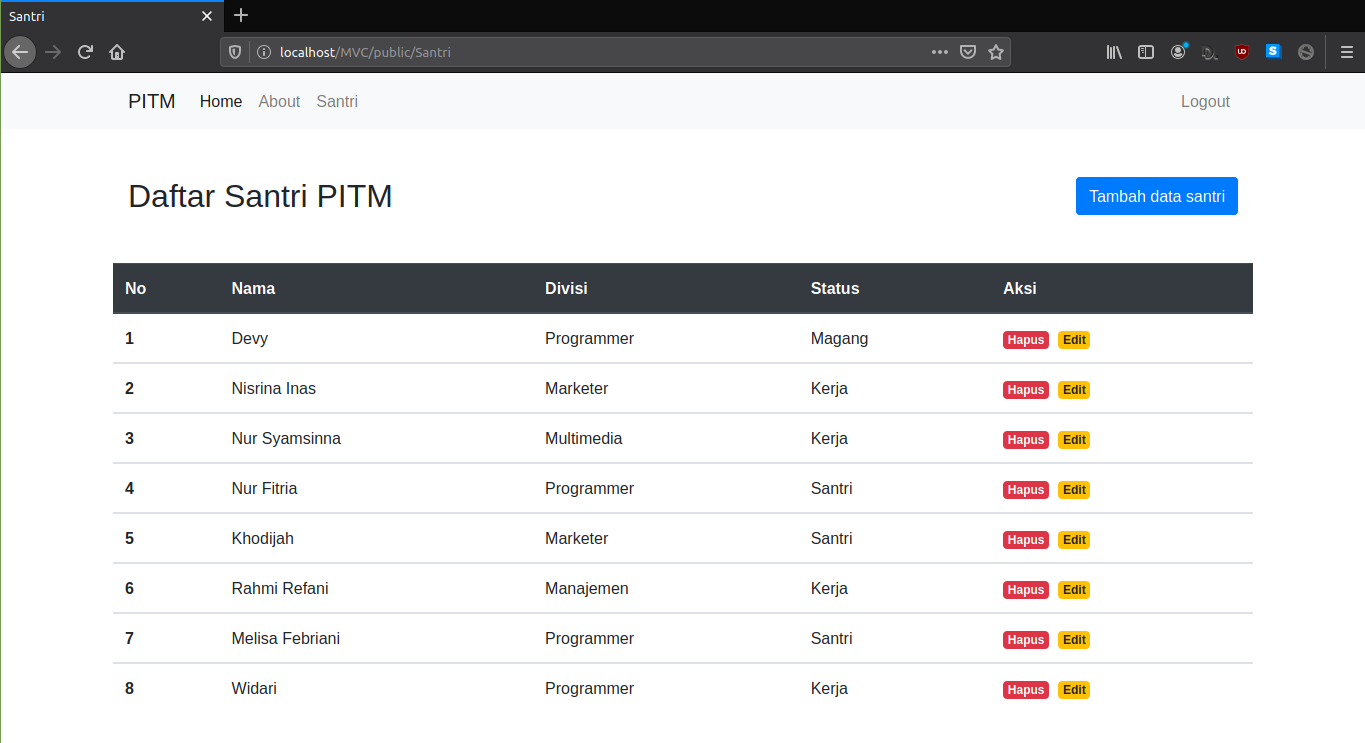 Santri
localhost/MVC/public/Santri
PITM Home About Santri Logout
Daftar Santri PITM Tambah data santri
No Nama Divisi Status Aksi
1 Devy Programmer Magang Hapus Edit
2 Nisrina Inas Marketer Kerja Hapus Edit
3 Nur Syamsinna Multimedia Kerja Hapus Edit
4 Nur Fitria Programmer Santri Hapus Edit
5 Khodijah Marketer Santri Hapus Edit
6 Rahmi Refani Manajemen Kerja Hapus Edit
7 Melisa Febriani Programmer Santri Hapus Edit
8 Widari Programmer Kerja Hapus Edit